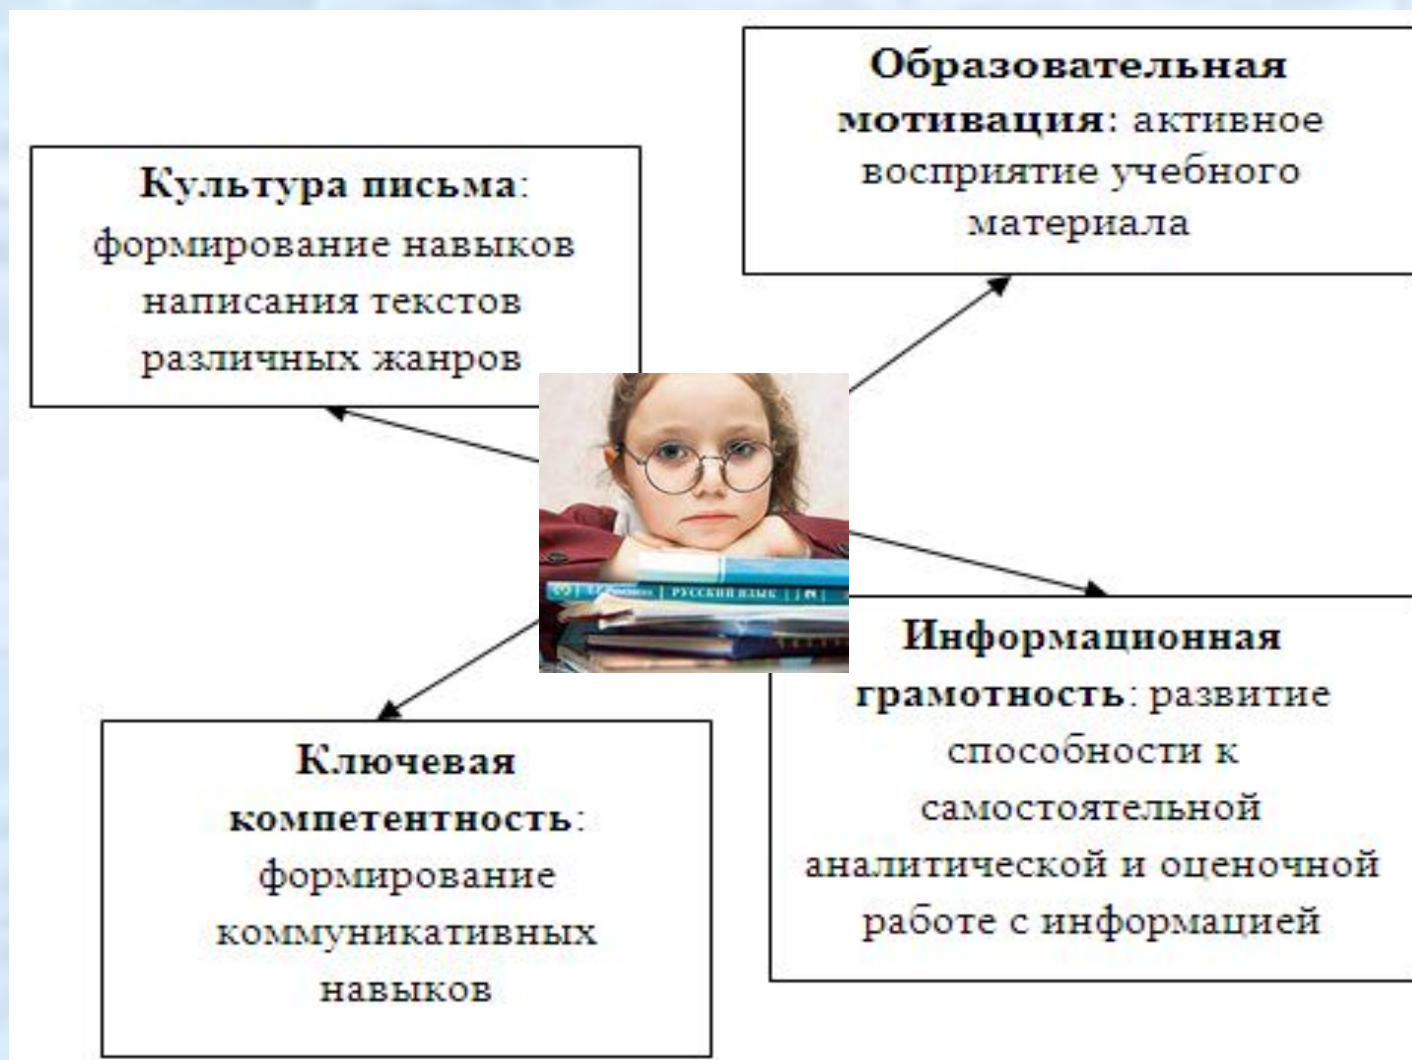 Образовательная
мотивация: активное
восприятие учебного
материала
Культура письма:
формирование навыков
написания текстов
различных жанров
РУССКИЙ ЯЗЫК 2
Информационная
грамотность: развитие
способности к
самостоятельной
аналитической и оценочной
работе с информацией
Ключевая
компетентность:
формирование
коммуникативных
навыков